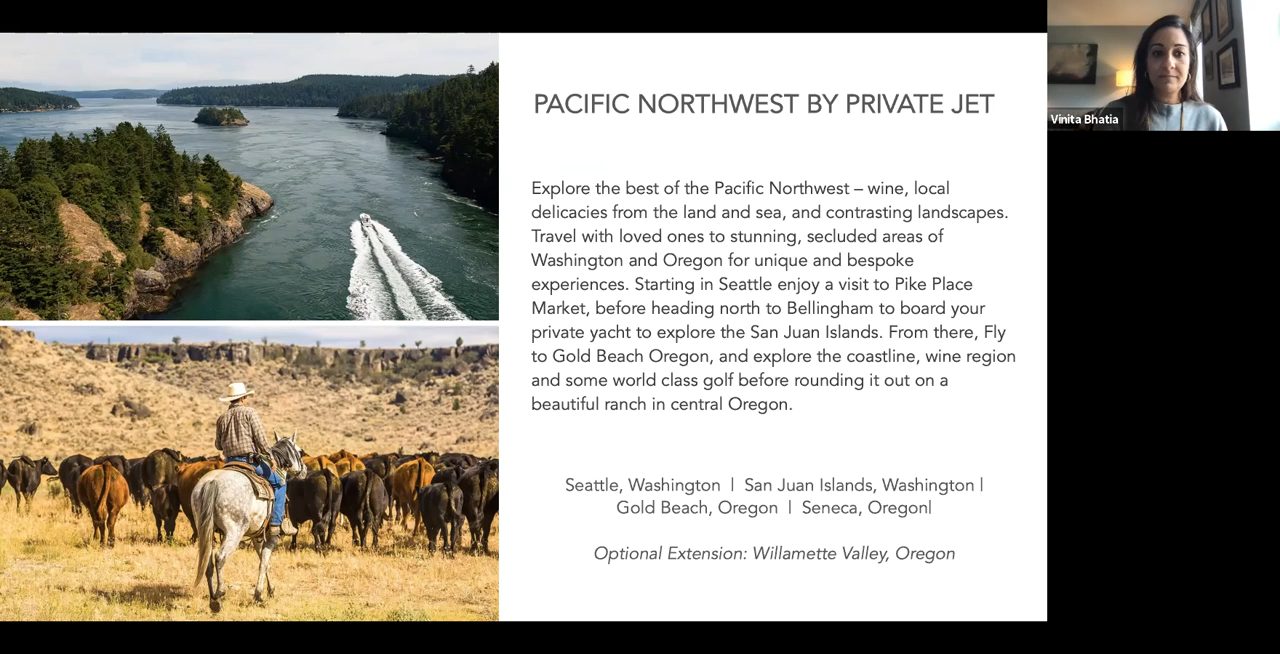 PACIFIC NORTHWEST BY PRIVATE JET
Explore the best of the Pacific Northwest – wine, local
delicacies from the land and sea, and contrasting landscapes.
Travel with loved ones to stunning, secluded areas of
Washington and Oregon for unique and bespoke
experiences. Starting in Seattle enjoy a visit to Pike Place
Market, before heading north to Bellingham to board your
private yacht to explore the San Juan Islands. From there, Fly
to Gold Beach Oregon, and explore the coastline, wine region
and some world class golf before rounding it out on a
beautiful ranch in central Oregon.
Seattle, Washington | San Juan Islands, Washington |
Gold Beach, Oregon | Seneca, Oregon|
Optional Extension: Willamette Valley, Oregon
Vinita Bhatia